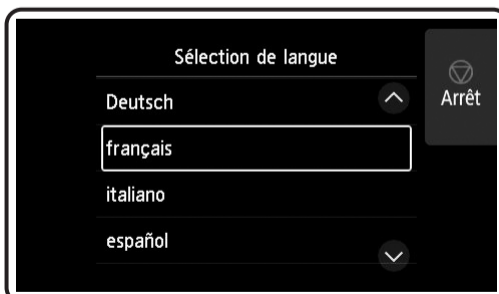 Sélection de langue
Deutsch
Arrêt
français
italiano
español